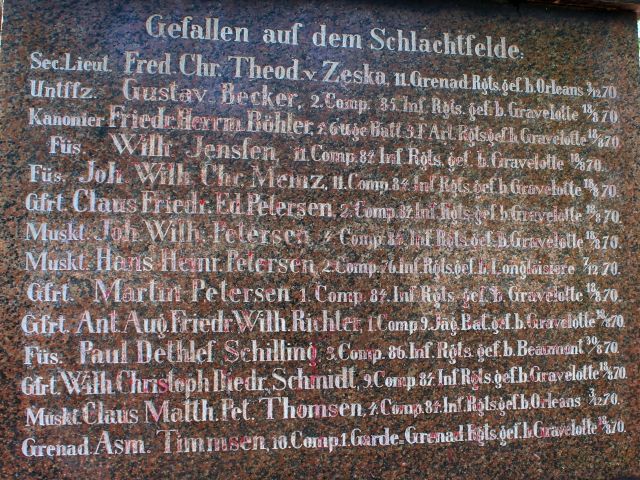 Gefallen auf dem Schlachtfelde:
Sec. Lieut. Fred. Chr. Theod v. Zeska, 11. Grenad. Rgts. gef. b. Orleans 3/12 70.
Untffz. Gustav Becker, 2. Comp. 85. Inf. Rgts. gef. b. Gravelotte 18/8 70.
Kanonier Friedr. Herrm. Böhler, 2. Batt. 3. F. Art. Rgts. gef. b. Gravelotte 18/8 70.
Füs. Wilh. Jensfen, 11. Comp. 84. Inf. Rgts. gef. b. Gravelotte 18/8 70.
Füs. Joh. Wilh. Chr. Meinz, 11. Comp. 84. Inf. Rgts. gef. b. Gravelotte 18/8 70.
Gfrt. Claus Friedr. Ed. Petersen, 2. Comp. 84. Inf. Rgts. gef. b. Gravelotte 18/8 70.
Muskt. Joh. Wilh. Petersen, Comp. 84. Inf. Rgts. gef. b. Gravelotte 18/8 70.
Muskt. Hans Heinr. Petersen, 2. Comp. 76. Inf. Rgts. gef. b. 7/12 70.
Gfrt. Martin Petersen 1. Comp. 84. Inf. Rgts. gef. b. Gravelotte 18/8 70.
Gfrt. Ant. Aug. Friedr. Wilh. Richter, 1. Comp. 9. Jäg. Bat. gef. b. Gravelotte 18/8 70.
Füs. Paul Dethlef Schilling 3. Comp. 86. Inf. Rgts. gef. b. Beaumont 30/8 70.
Gfrt. Wilh. Christoph Diedr. Schmidt, 9. Comp. 84. Inf. Rgts. gef. b. Gravelotte 18/8 70.
Muskt. Claus Matth. Pet. Thomsen, 4. Comp. 84. Inf. Rgts. gef. b. Orleans 3/12 70.
Grenad. Asm. Timmsen, 10. Comp. 1. Garde-Grenad. Rgts. gef. b. Gravelotte 18/8 70.